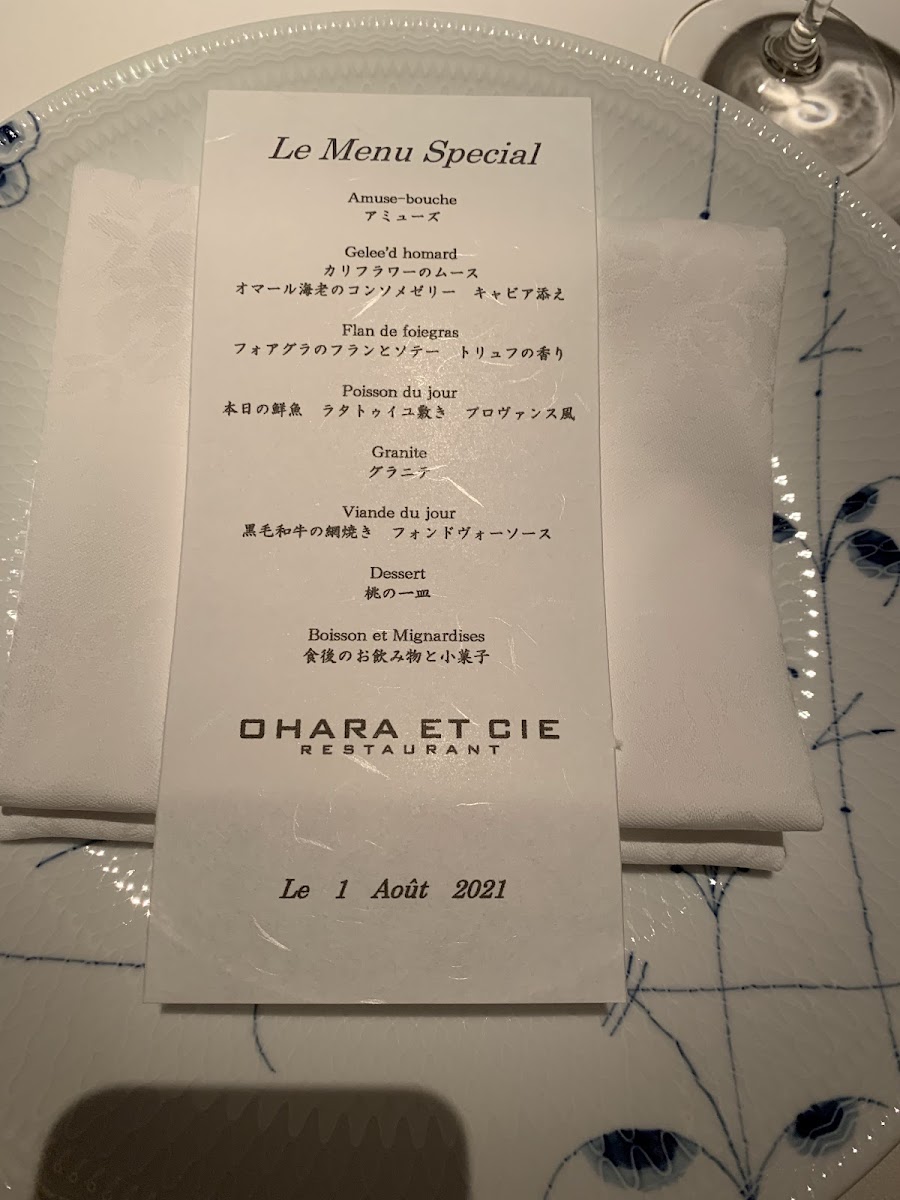 Le Menu Special
Amuse-bouche
アミューズ
Gelee'd homard
カリフラワーのムース
オマール海老のコンソメゼリー　キャビア添え
Flan de foiegras
フォアグラのフランとソテー　トリュフの香り
Poisson du jour
本日の鮮魚　ラタトゥイユ敷き　プロヴァンス風
Granite
グラニテ
Viande du jour
黒毛和牛の網焼き　フォンドヴォーソース
Dessert
桃の一皿
Boisson et Mignardises
食後のお飲み物と小菓子
OHARA ET CIE
RESTAURANT
Le 1 Août 2021